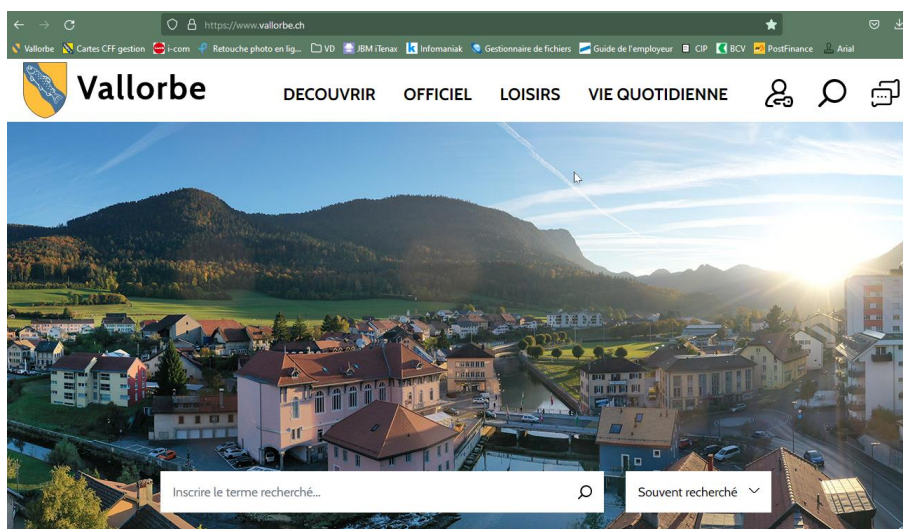 https://www.vallorbe.ch
Vallorbe Cartes CFF gestion i-com Retouche photo en lig... VD JBM iTenax Infomaniak Gestionnaire de fichiers Guide de l'employeur CIP BCV PostFinance Arial
Vallorbe DECOUVRIR OFFICIEL LOISIRS VIE QUOTIDIENNE
Inscrire le terme recherché... Souvent recherché